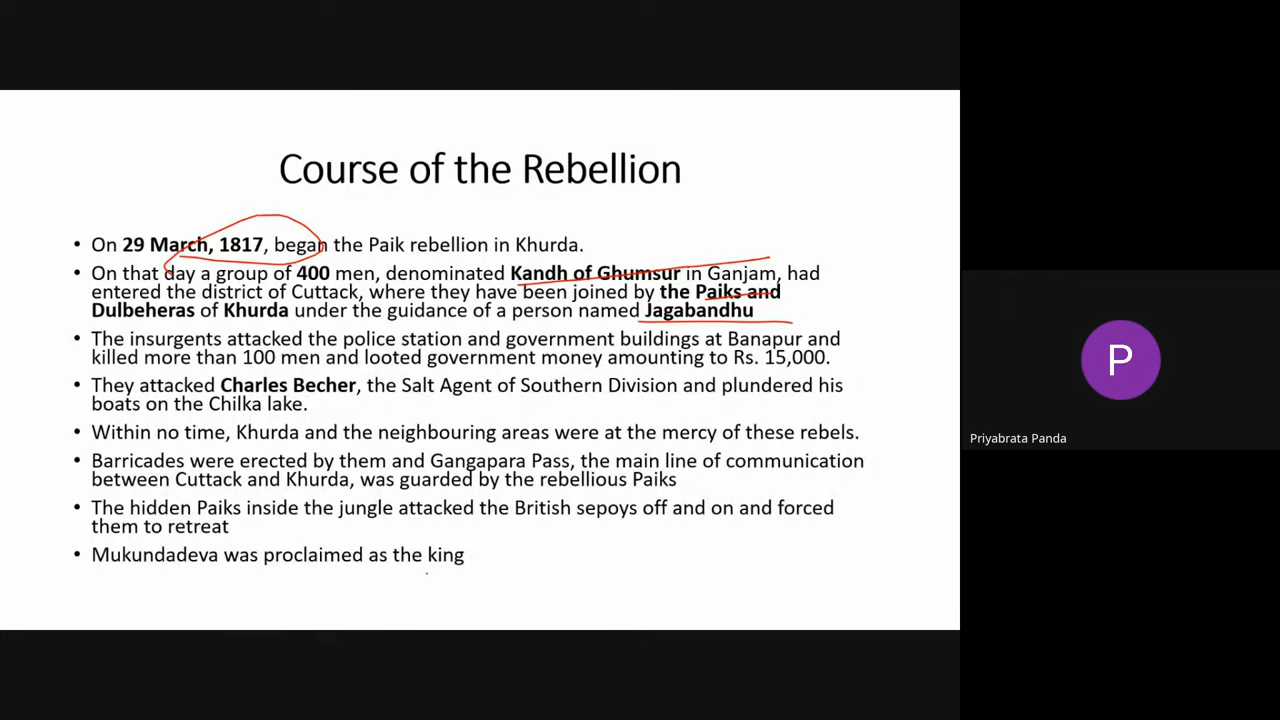 Course of the Rebellion
• On 29 March, 1817, began the Paik rebellion in Khurda.
• On that day a group of 400 men, denominated Kandh of Ghumsur in Ganjam, had
entered the district of Cuttack, where they have been joined by the Paiks and
Dulbeheras of Khurda under the guidance of a person named Jagabandhu
• The insurgents attacked the police station and government buildings at Banapur and
killed more than 100 men and looted government money amounting to Rs. 15,000.
• They attacked Charles Becher, the Salt Agent of Southern Division and plundered his
boats on the Chilka lake.
• Within no time, Khurda and the neighbouring areas were at the mercy of these rebels.
• Barricades were erected by them and Gangapara Pass, the main line of communication
between Cuttack and Khurda, was guarded by the rebellious Paiks
• The hidden Paiks inside the jungle attacked the British sepoys off and on and forced
them to retreat
• Mukundadeva was proclaimed as the king
P
Priyabrata Panda